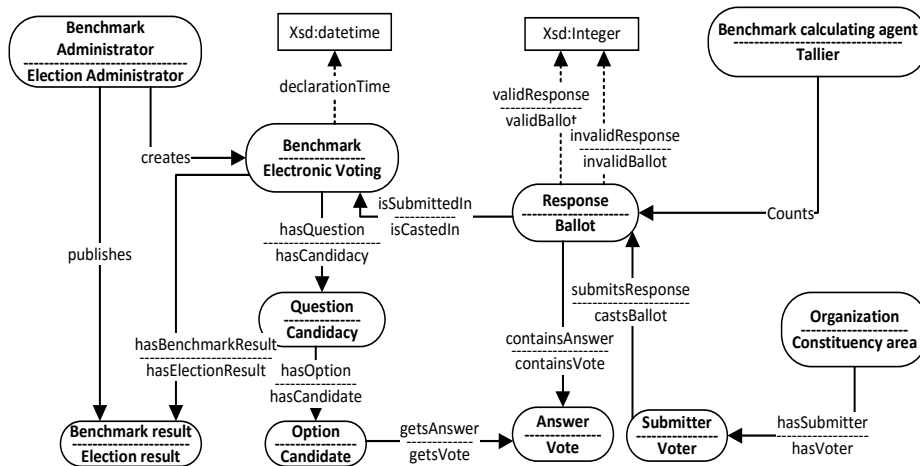 Benchmark
Administrator
Election Administrator
Xsd:datetime
Xsd:Integer
Benchmark calculating agent
Tallier
declarationTime
validResponse
validBallot
invalidResponse
invalidBallot
creates
Benchmark
Electronic Voting
isSubmittedIn
isCastedIn
Response
Ballot
Counts
hasQuestion
hasCandidacy
publishes
submitsResponse
castsBallot
Question
Candidacy
Organization
Constituency area
hasBenchmarkResult
hasElectionResult
containsAnswer
containsVote
hasOption
hasCandidate
Benchmark result
Election result
Option
Candidate
getsAnswer
getsVote
Answer
Vote
Submitter
Voter
hasSubmitter
hasVoter